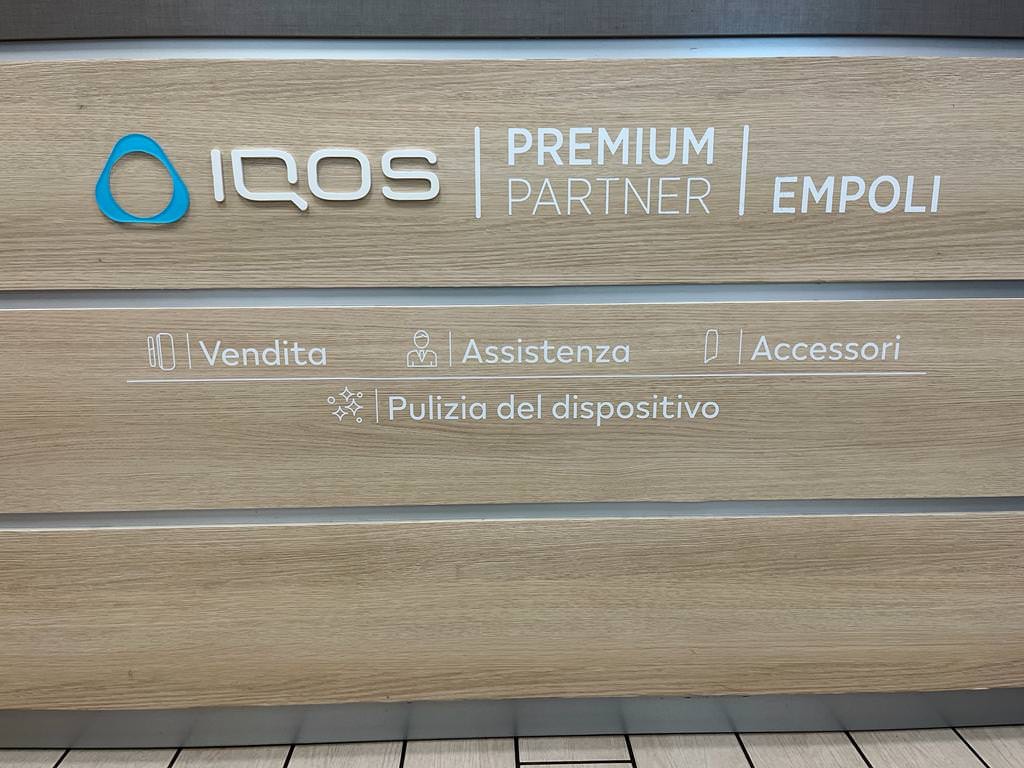 IQOS PREMIUM PARTNER EMPOLI
Vendita Assistenza Accessori
Pulizia del dispositivo